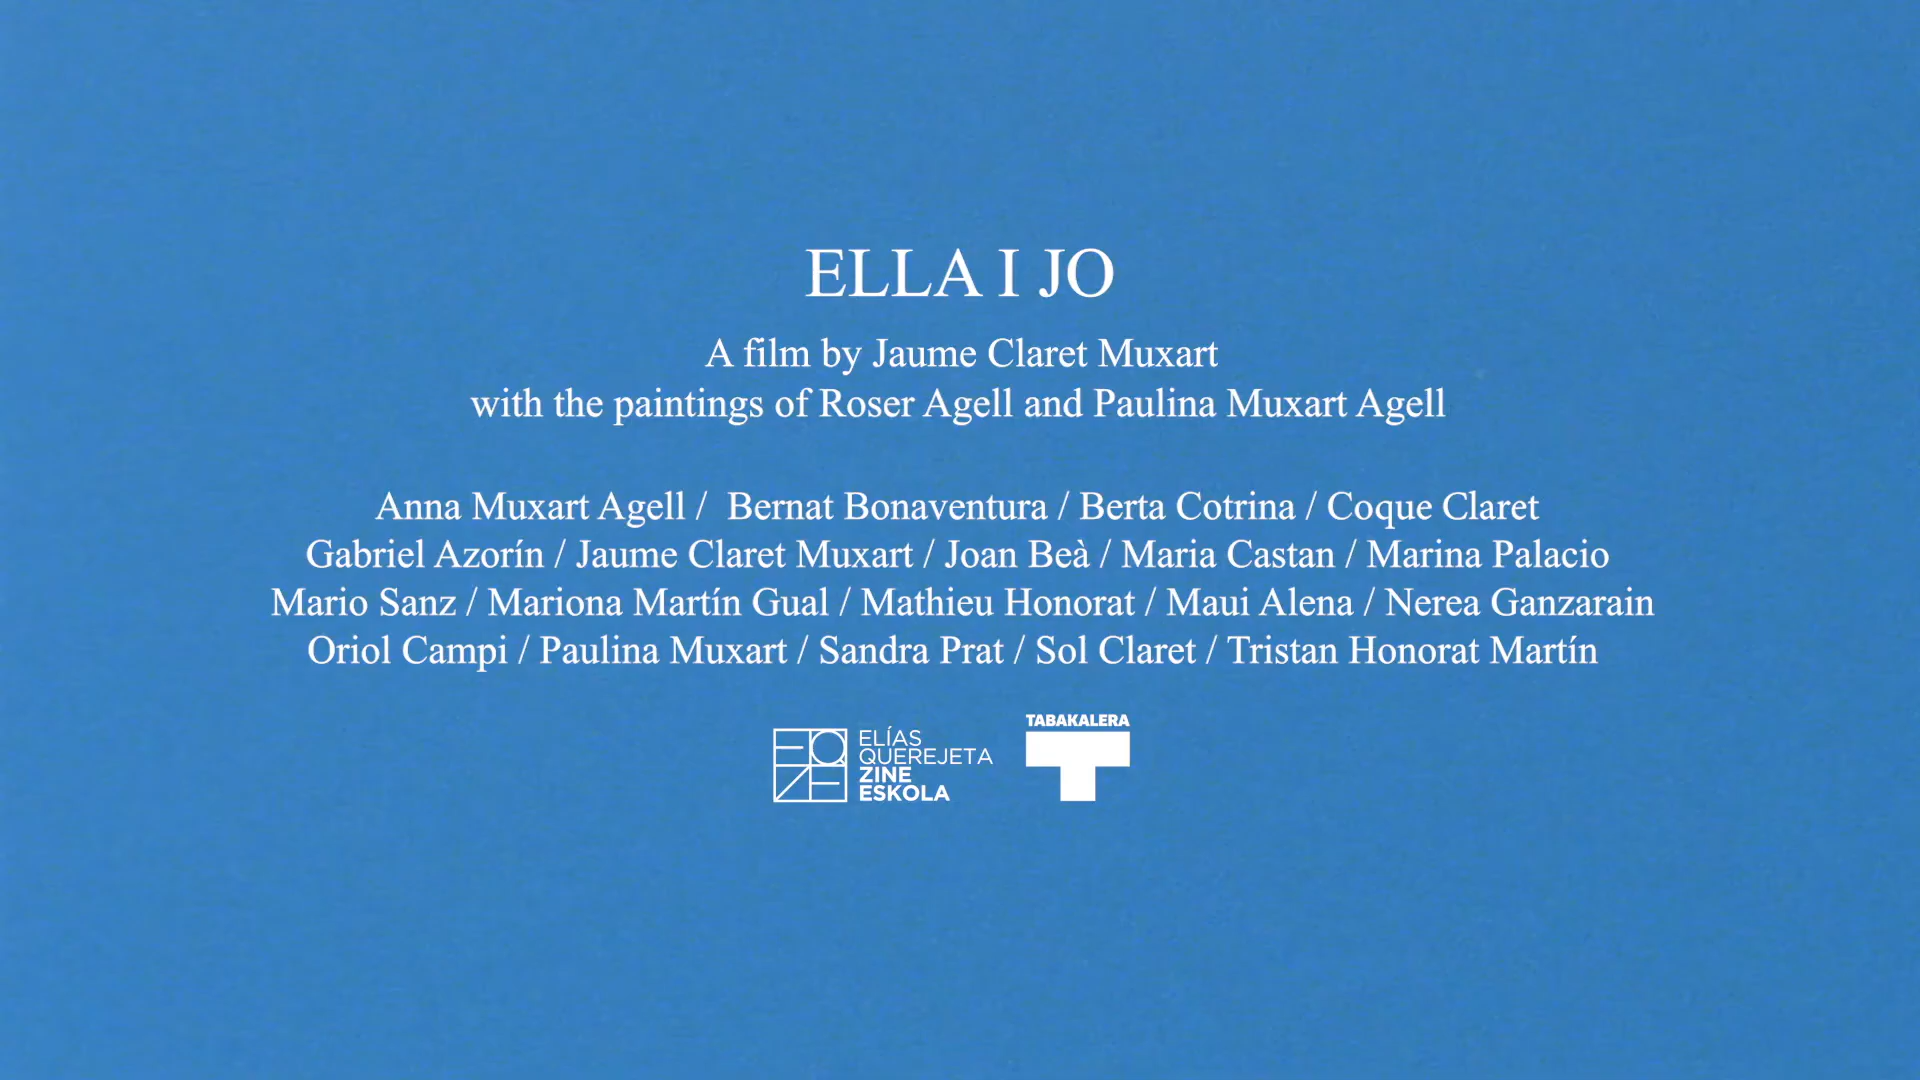 ELLA I JO
A film by Jaume Claret Muxart
with the paintings of Roser Agell and Paulina Muxart Agell
Anna Muxart Agell /  Bernat Bonaventura / Berta Cotrina / Coque Claret
Gabriel Azorín / Jaume Claret Muxart / Joan Beà / Maria Castan / Marina Palacio
Mario Sanz / Mariona Martín Gual / Mathieu Honorat / Maui Alena / Nerea Ganzarain
Oriol Campi / Paulina Muxart / Sandra Prat / Sol Claret / Tristan Honorat Martín
EQZE
ELÍAS
QUEREJETA
ZINE
ESKOLA
TABAKALERA
T